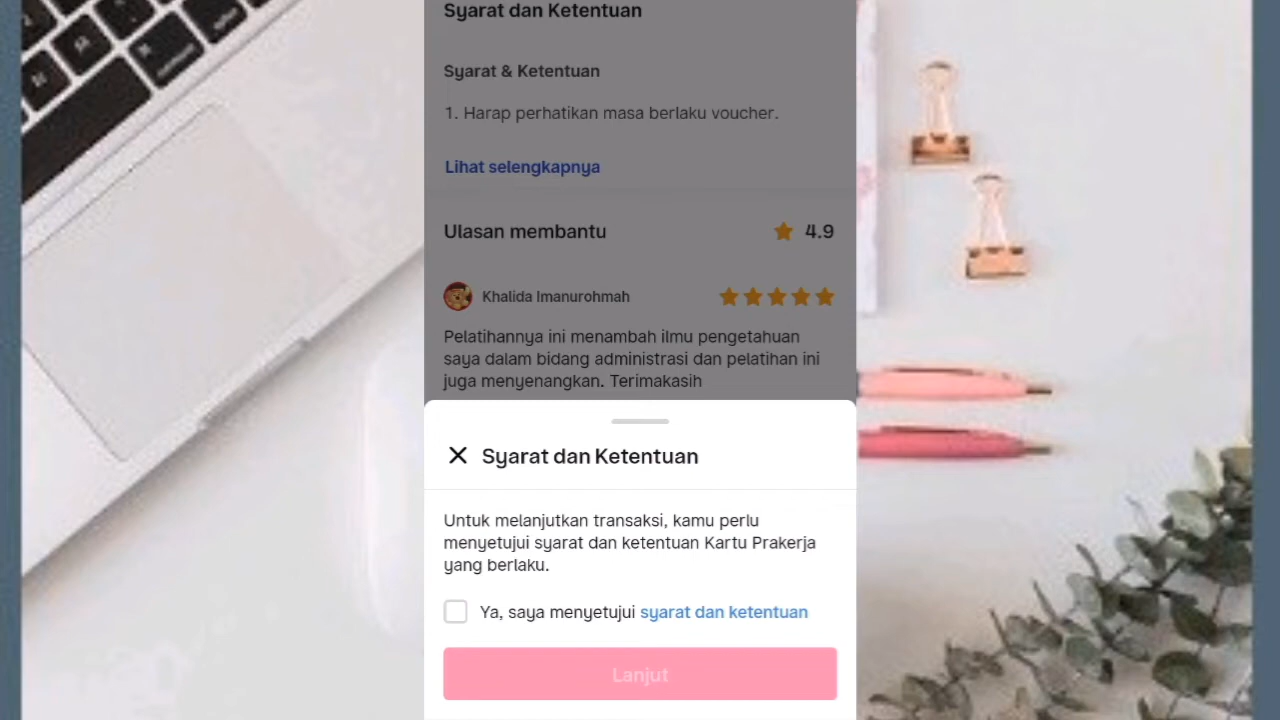 Syarat dan Ketentuan
Syarat & Ketentuan
1. Harap perhatikan masa berlaku voucher.
Lihat selengkapnya
Ulasan membantu 4.9
Khalida Imanurohmah
Pelatihannya ini menambah ilmu pengetahuan
saya dalam bidang administrasi dan pelatihan ini
juga menyenangkan. Terimakasih
Syarat dan Ketentuan
Untuk melanjutkan transaksi, kamu perlu
menyetujui syarat dan ketentuan Kartu Prakerja
yang berlaku.
Ya, saya menyetujui syarat dan ketentuan
Lanjut